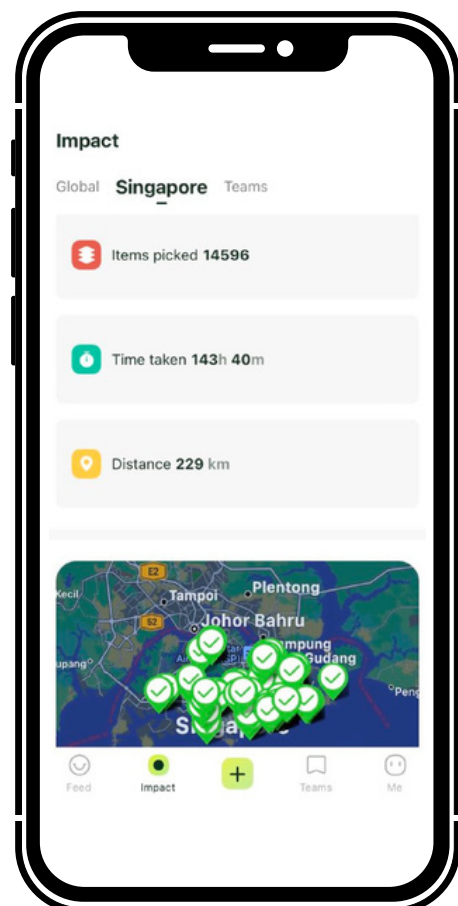 Impact
Global Singapore Teams
Items picked 14596
Time taken 143h 40m
Distance 229 km
E2
Plentong
Tampoi
52
Johor Bahru
Gudang
Feed Impact + Teams Me